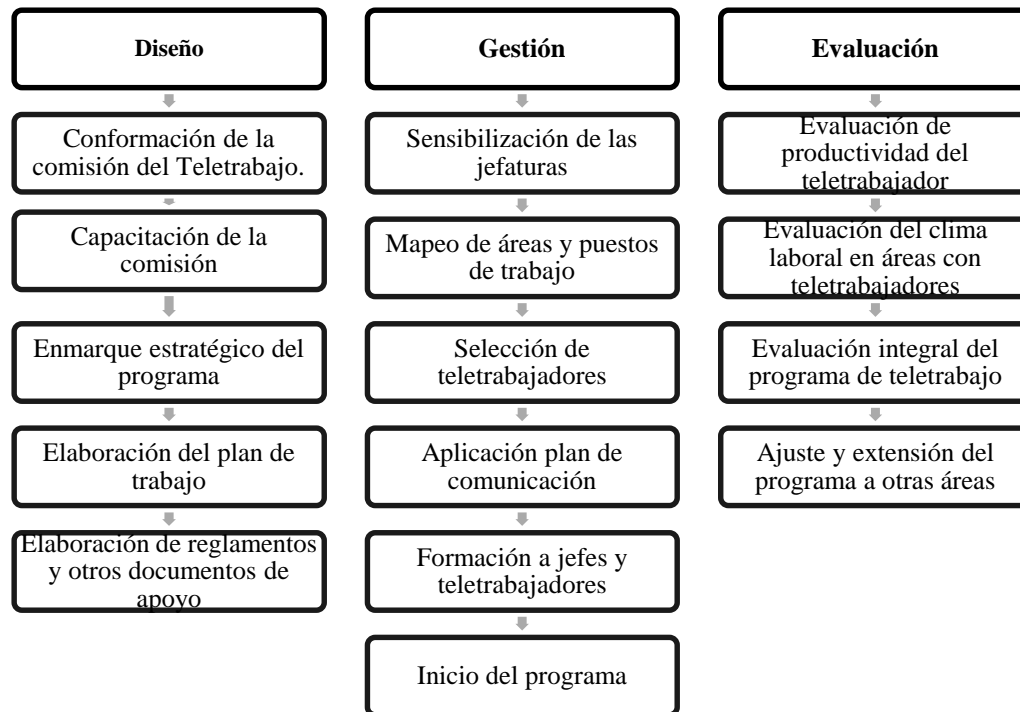 Diseño
Conformación de la
comisión del Teletrabajo.
Capacitación de la
comisión
Enmarque estratégico del
programa
Elaboración del plan de
trabajo
Elaboración de reglamentos
y otros documentos de
apoyo
Gestión
Sensibilización de las
jefaturas
Mapeo de áreas y puestos
de trabajo
Selección de
teletrabajadores
Aplicación plan de
comunicación
Formación a jefes y
teletrabajadores
Inicio del programa
Evaluación
Evaluación de
productividad del
teletrabajador
Evaluación del clima
laboral en áreas con
teletrabajadores
Evaluación integral del
programa de teletrabajo
Ajuste y extensión del
programa a otras áreas